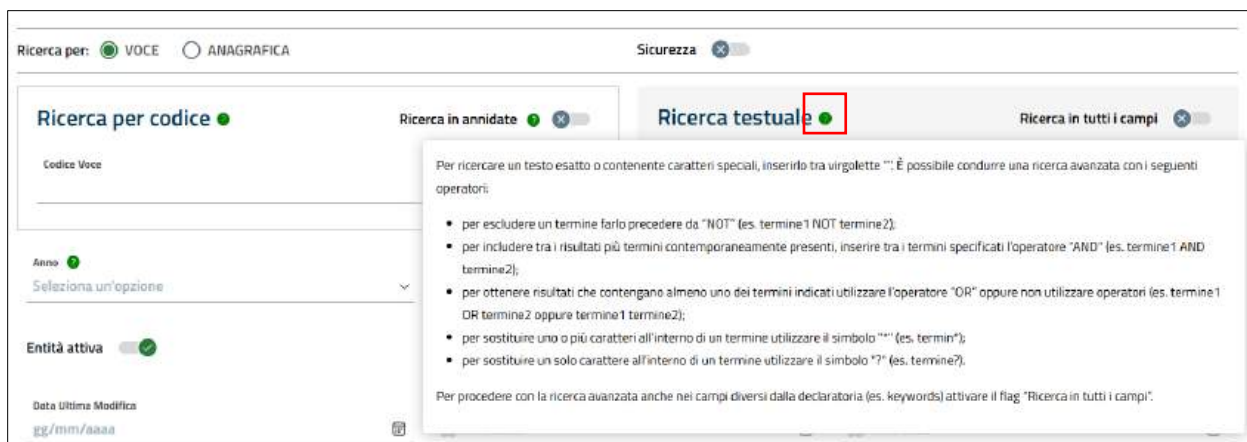 Ricerca per: VOCE ANAGRAFICA Sicurezza
Ricerca per codice Ricerca in annidate ? Ricerca testuale Ricerca in tutti i campi
Codice Voce
Per ricercare un testo esatto o contenente caratteri speciali, inserirlo tra virgolette "". È possibile condurre una ricerca avanzata con i seguenti
operatori:
• per escludere un termine farlo precedere da "NOT" (es. termine1 NOT termine2);
• per includere tra i risultati più termini contemporaneamente presenti, inserire tra i termini specificati l'operatore "AND" (es. termine1 AND
termine2);
• per ottenere risultati che contengano almeno uno dei termini indicati utilizzare l'operatore "OR" oppure non utilizzare operatori (es. termine1
OR termine2 oppure termine1 termine2);
• per sostituire uno o più caratteri all'interno di un termine utilizzare il simbolo "*" (es. termin*);
• per sostituire un solo carattere all'interno di un termine utilizzare il simbolo "?" (es. termine?).
Per procedere con la ricerca avanzata anche nei campi diversi dalla declaratoria (es. keywords) attivare il flag "Ricerca in tutti i campi".
Anno ?
Seleziona un'opzione
Entità attiva
Data Ultima Modifica
gg/mm/aaaa